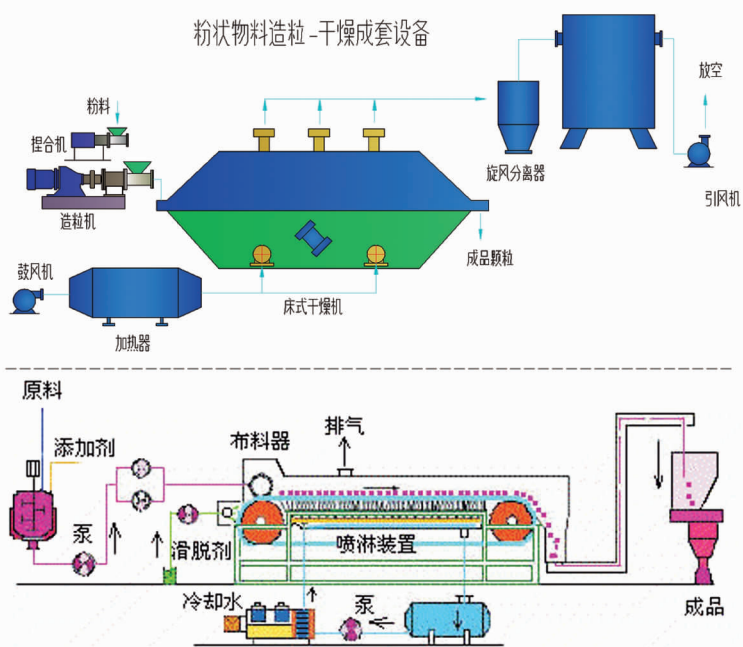 粉状物料造粒-干燥成套设备
放空
粉料
捏合机
旋风分离器
引风机
造粒机
成品颗粒
鼓风机
床式干燥机
加热器
原料
添加剂
布料器
排气
泵
滑脱剂
喷淋装置
冷却水
泵
成品